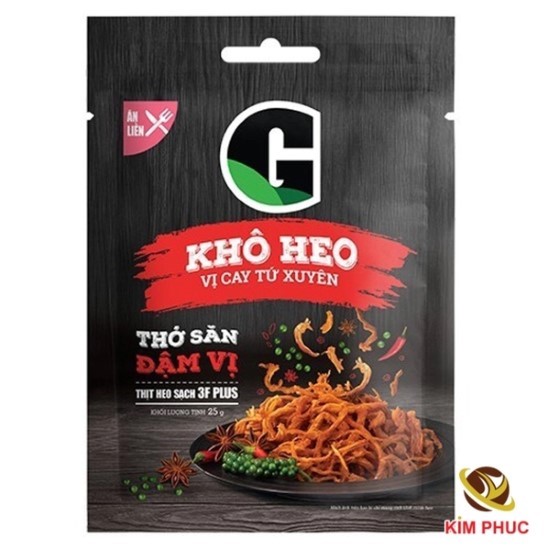 ĂN
LIỀN
G
KHÔ HEO
VỊ CAY TỨ XUYÊN
THỚ SĂN
ĐẬM VỊ
THỊT HEO SẠCH 3F PLUS
KHỐI LƯỢNG TỊNH 25 g
KIM PHUC